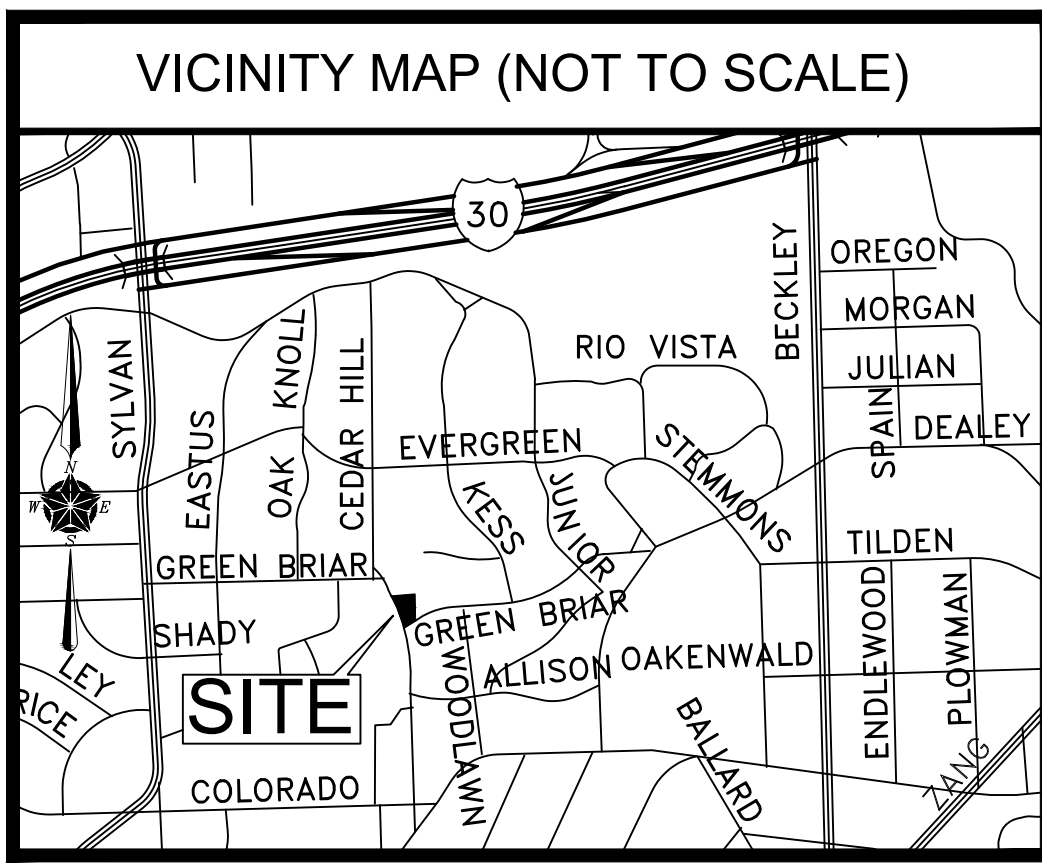 VICINITY MAP (NOT TO SCALE)
30
OREGON
BECKLEY
MORGAN
RIO VISTA
SYLVAN
OAK KNOLL
CEDAR HILL
JULIAN
SPAIN
DEALEY
EASTUS
EVERGREEN
STEMMONS
KESS
JUNIOR
N
W
E
S
TILDEN
GREEN BRIAR
ENDLEWOOD
PLOWMAN
GREEN BRIAR
SHADY
LEY
WOODLAWN
ALLISON
OAKENWALD
RICE
SITE
BALLARD
ZANG
COLORADO